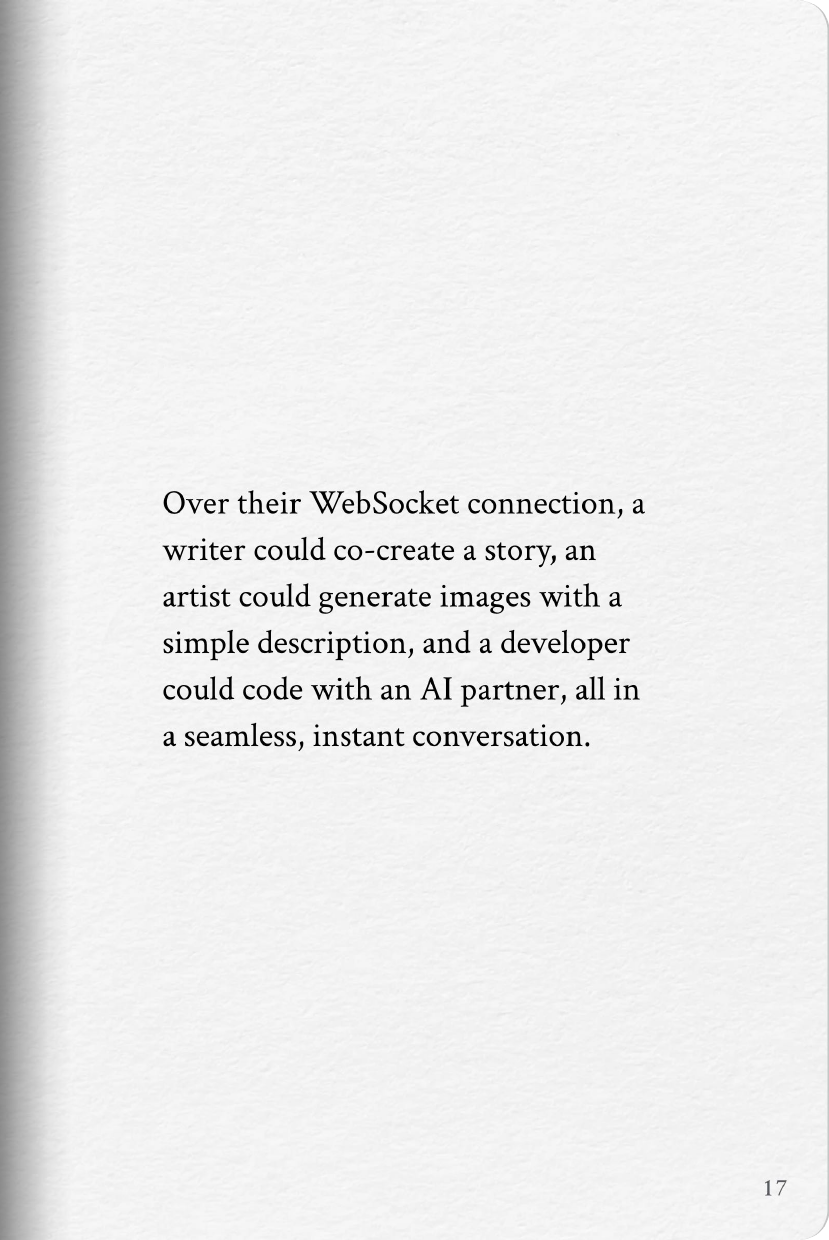 Over their WebSocket connection, a
writer could co-create a story, an
artist could generate images with a
simple description, and a developer
could code with an AI partner, all in
a seamless, instant conversation.
17